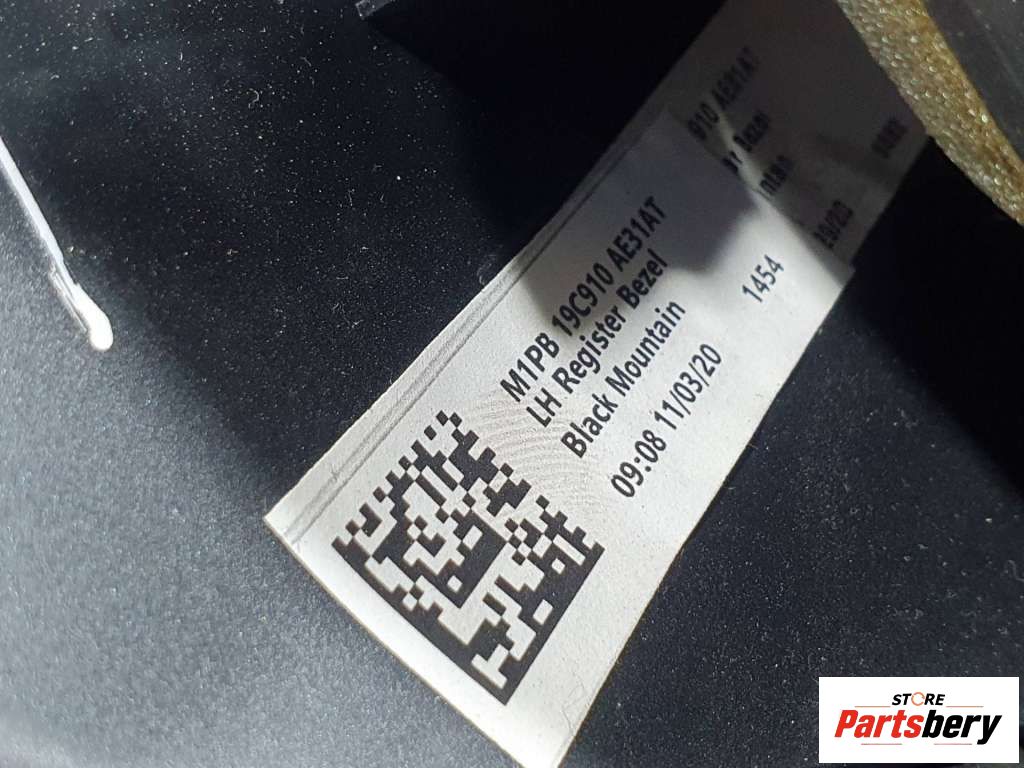 M1PB 19C910 AE31AT
LH Register Bezel
Black Mountain
09:08 11/03/20 1454
STORE
Partsbery